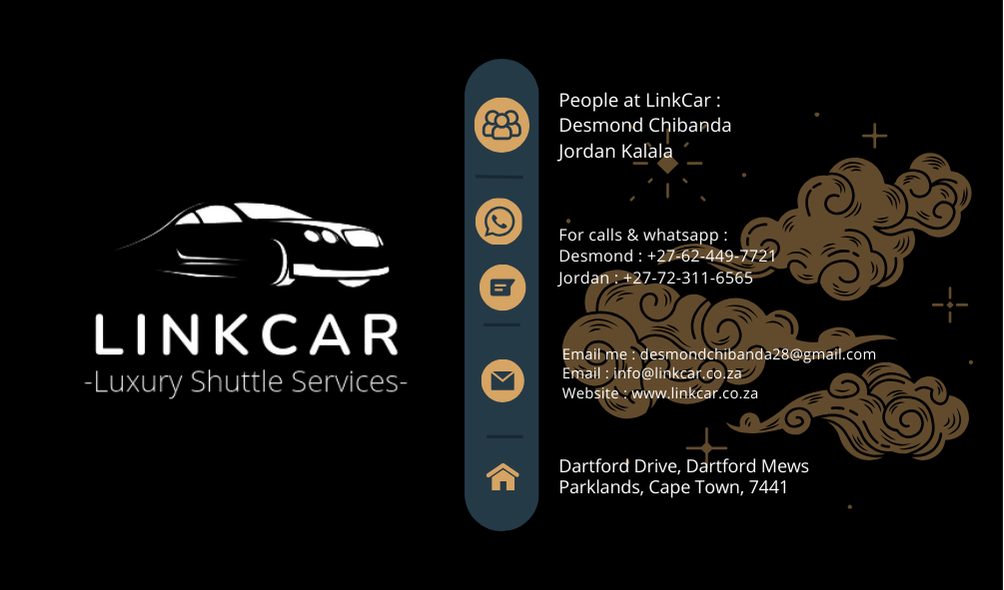 LINKCAR
-Luxury Shuttle Services-
People at LinkCar :
Desmond Chibanda
Jordan Kalala
For calls & whatsapp :
Desmond : +27-62-449-7721
Jordan : +27-72-311-6565
Email me : desmondchibanda28@gmail.com
Email : info@linkcar.co.za
Website : www.linkcar.co.za
Dartford Drive, Dartford Mews
Parklands, Cape Town, 7441